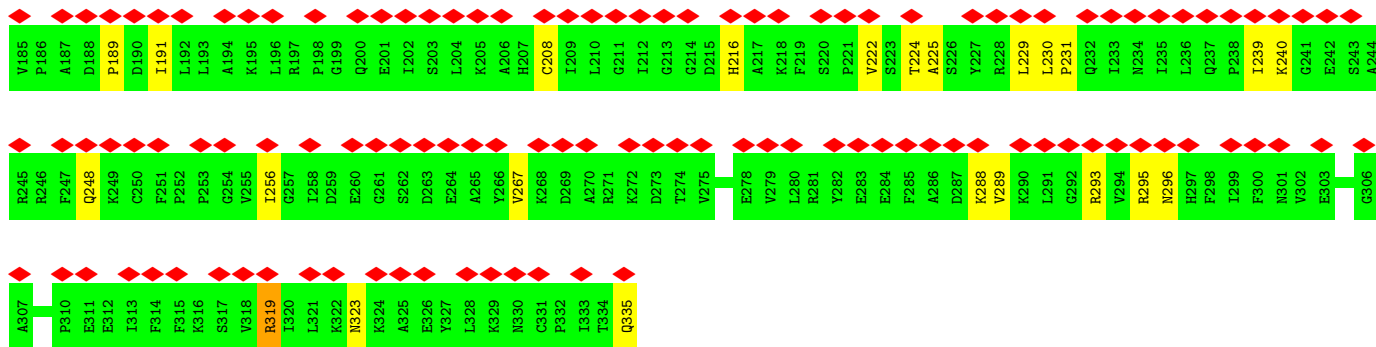 V185 P186 A187 D188 P189 D190 I191 L192 L193 A194 K195 L196 R197 P198 G199 Q200 E201 I202 S203 L204 K205 A206 H207 C208 I209 L210 G211 I212 G213 G214 D215 H216 A217 K218 F219 S220 P221 V222 S223 T224 A225 S226 Y227 R228 L229 L230 P231 Q232 I233 N234 I235 L236 Q237 P238 I239 K240 G241 E242 S243 A244
R245 R246 F247 Q248 K249 C250 F251 P252 P253 G254 V255 I256 G257 I258 D259 E260 G261 S262 D263 E264 A265 Y266 V267 K268 D269 A270 R271 K272 D273 T274 V275 E278 V279 L280 R281 Y282 E283 E284 F285 A286 D287 K288 V289 K290 L291 G292 R293 V294 R295 N296 H297 F298 I299 F300 N301 V302 E303 G306
A307 P310 E311 E312 I313 F314 F315 K316 S317 V318 R319 I320 L321 K322 N323 K324 A325 E326 Y327 L328 K329 N330 C331 P332 I333 T334 Q335